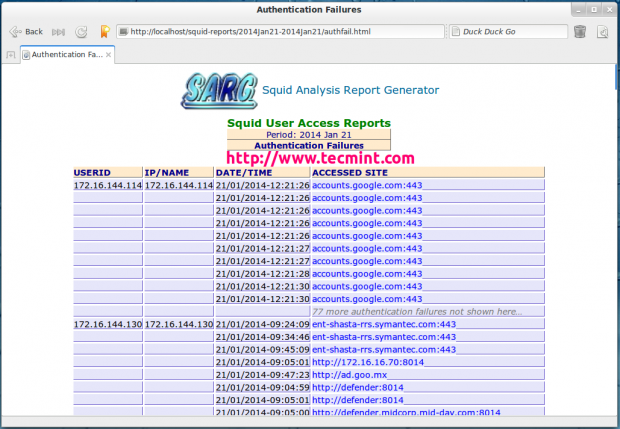 Authentication Failures
Back http://localhost/squid-reports/2014Jan21-2014Jan21/authfail.html Duck Duck Go
Authentication Fa...
SARG Squid Analysis Report Generator
Squid User Access Reports
Period: 2014 Jan 21
Authentication Failures
http://www.tecmint.com
USERID IP/NAME DATE/TIME ACCESSED SITE
172.16.144.114 172.16.144.114 21/01/2014-12:21:26 accounts.google.com:443
21/01/2014-12:21:26 accounts.google.com:443
21/01/2014-12:21:26 accounts.google.com:443
21/01/2014-12:21:26 accounts.google.com:443
21/01/2014-12:21:26 accounts.google.com:443
21/01/2014-12:21:27 accounts.google.com:443
21/01/2014-12:21:27 accounts.google.com:443
21/01/2014-12:21:28 accounts.google.com:443
21/01/2014-12:21:30 accounts.google.com:443
21/01/2014-12:21:30 accounts.google.com:443
77 more authentication failures not shown here...
172.16.144.130 172.16.144.130 21/01/2014-09:24:09 ent-shasta-rrs.symantec.com:443
21/01/2014-09:34:46 ent-shasta-rrs.symantec.com:443
21/01/2014-09:45:09 ent-shasta-rrs.symantec.com:443
21/01/2014-09:05:01 http://172.16.16.70:8014
21/01/2014-09:47:23 http://ad.goo.mx
21/01/2014-09:04:59 http://defender:8014
21/01/2014-09:05:01 http://defender:8014
21/01/2014-09:05:00 http://defender.midcorp.mid-day.com:8014